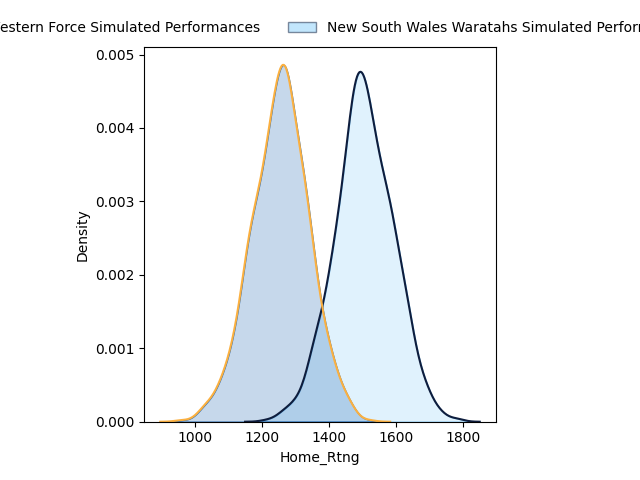 estern Force Simulated Performances New South Wales Waratahs Simulated Perfor
0.005
0.004
0.003
0.002
0.001
0.000
Density
1000 1200 1400 1600 1800
Home_Rtng